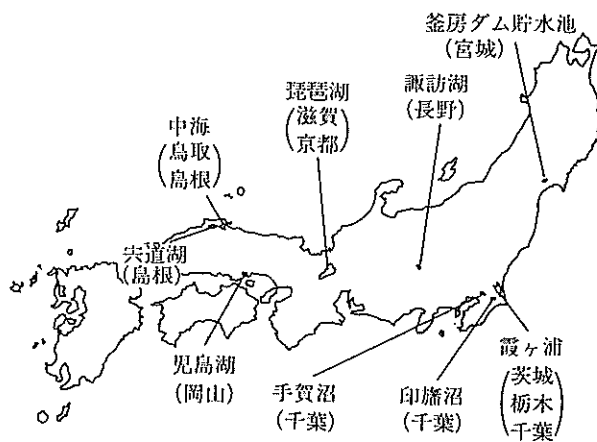 釜房ダム貯水池
(宮城)
琵琶湖
(滋賀
京都)
諏訪湖
(長野)
中海
(鳥取
島根)
宍道湖
(島根)
児島湖
(岡山)
手賀沼
(千葉)
印旛沼
(千葉)
霞ヶ浦
(茨城
栃木
千葉)